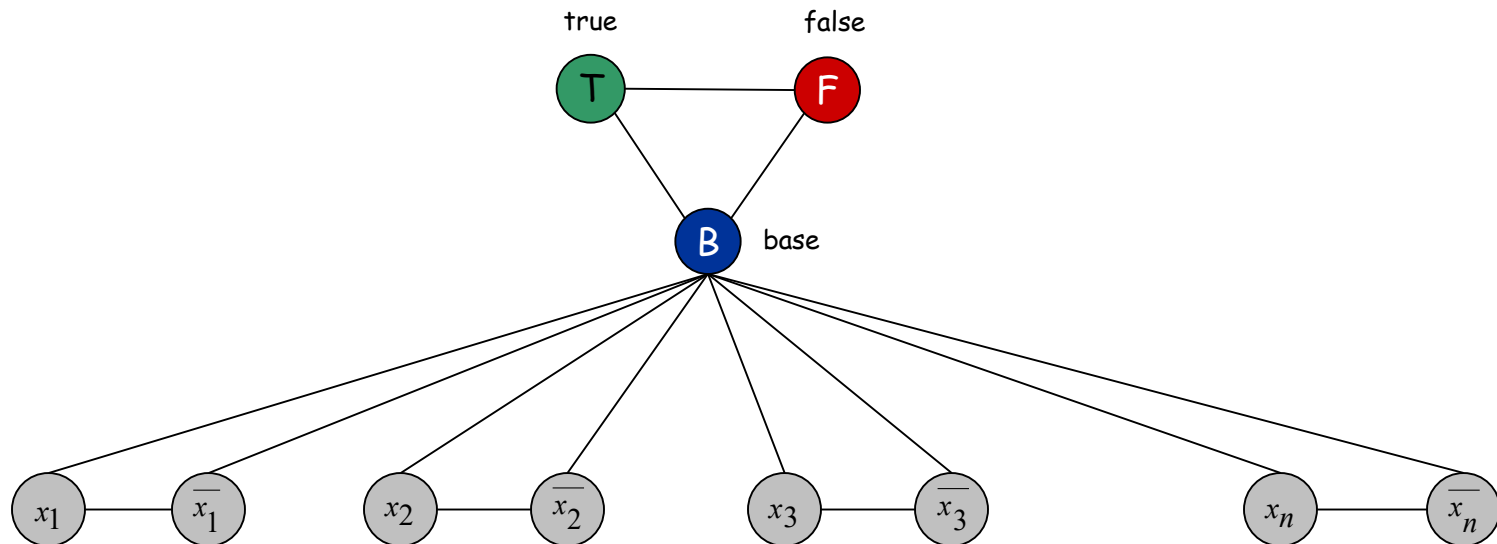 true false
T F
B base
x₁ x̅₁ x₂ x̅₂ x₃ x̅₃ xₙ x̅ₙ